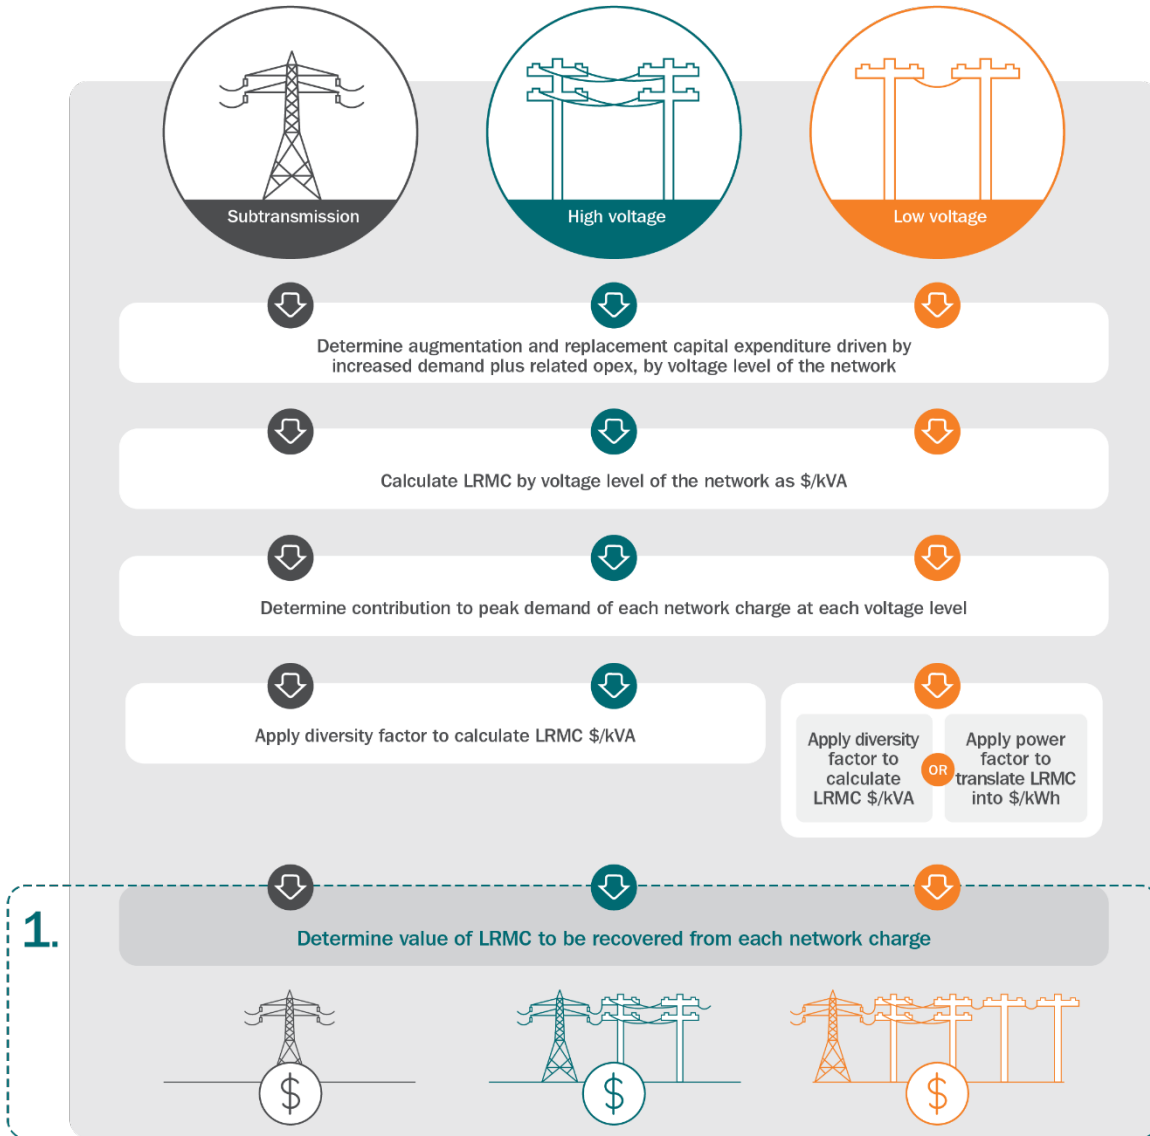 Subtransmission
High voltage
Low voltage
Determine augmentation and replacement capital expenditure driven by
increased demand plus related opex, by voltage level of the network
Calculate LRMC by voltage level of the network as $/kVA
Determine contribution to peak demand of each network charge at each voltage level
Apply diversity factor to calculate LRMC $/kVA
Apply diversity
factor to
calculate
LRMC $/kVA
OR
Apply power
factor to
translate LRMC
into $/kWh
1.
Determine value of LRMC to be recovered from each network charge
$
$
$